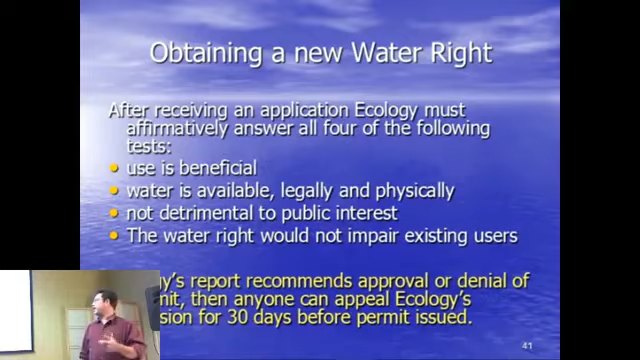 Obtaining a new Water Right
After receiving an application Ecology must
affirmatively answer all four of the following
tests:
• use is beneficial
• water is available, legally and physically
• not detrimental to public interest
• The water right would not impair existing users
report recommends approval or denial of
then anyone can appeal Ecology's
for 30 days before permit issued.
41